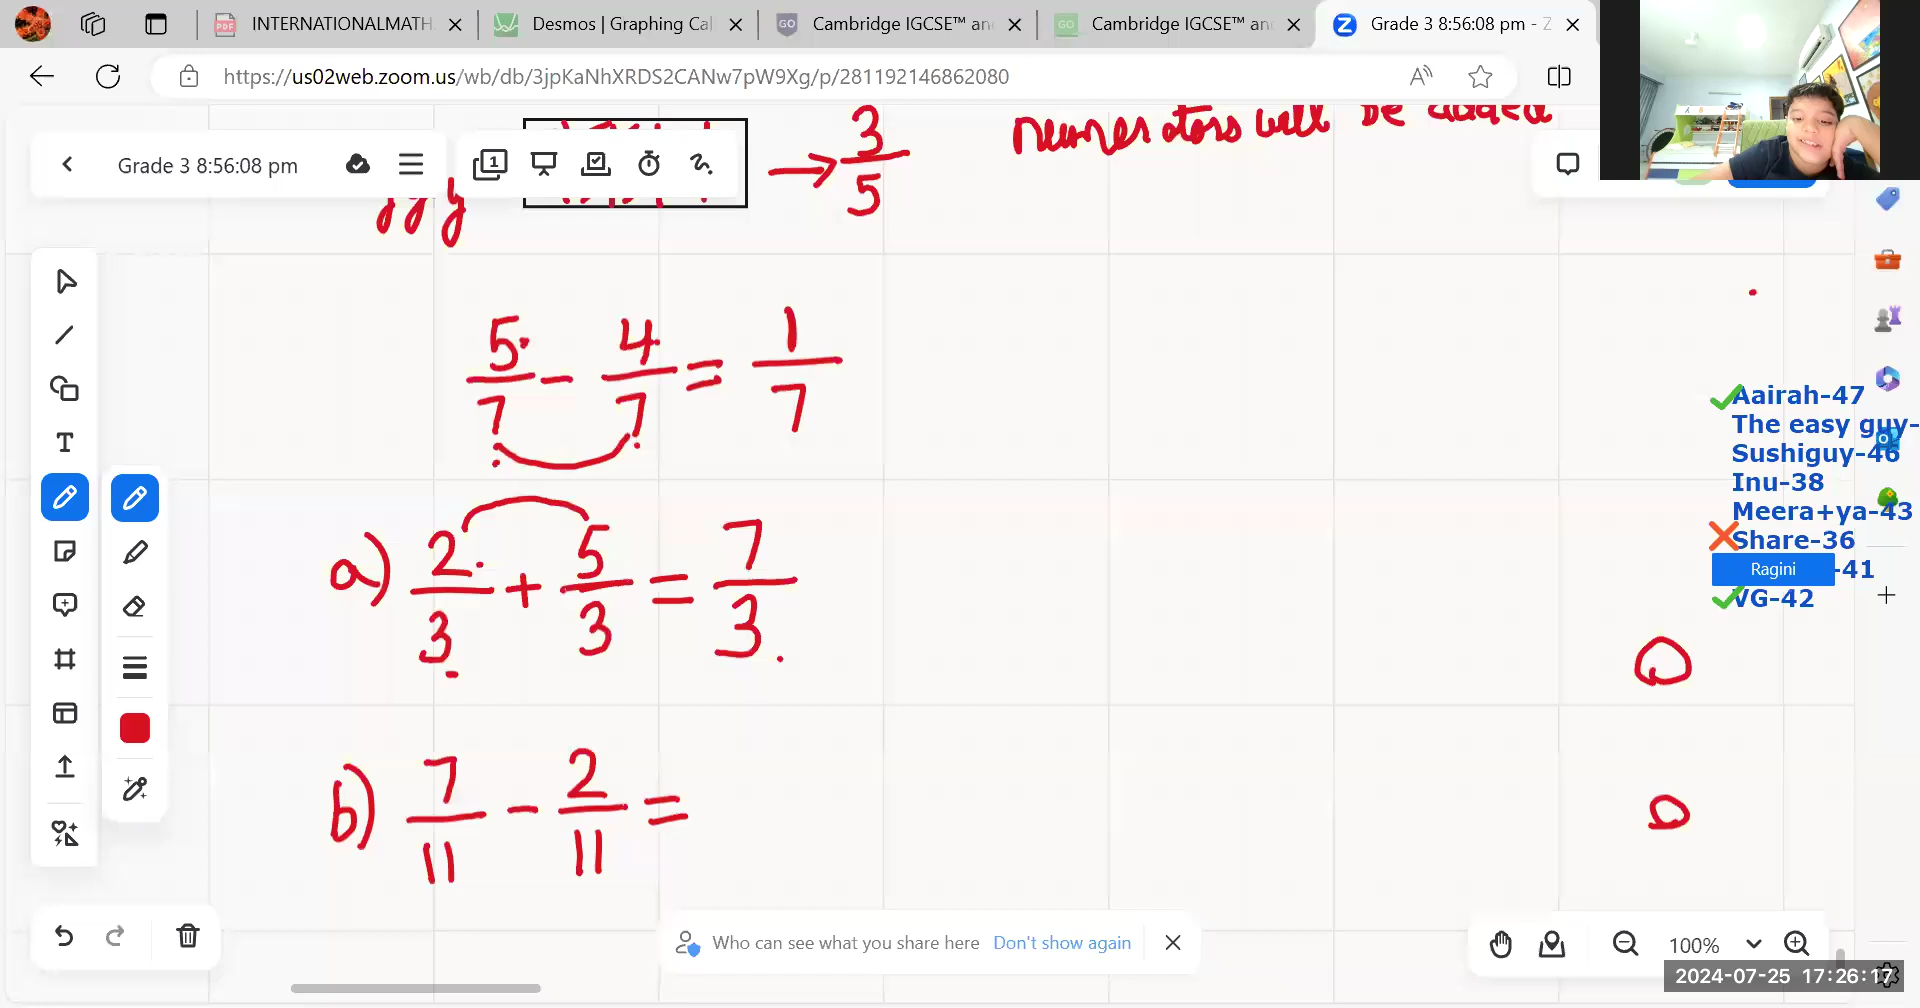 INTERNATIONALMATH
Desmos | Graphing Cal
Cambridge IGCSE™ an
Cambridge IGCSE™ an
Grade 3 8:56:08 pm - Z
https://us02web.zoom.us/wb/db/3jpKaNhXRDS2CANw7pW9Xg/p/281192146862080
Grade 3 8:56:08 pm
1
→ 3/5
numerators will be added
5/7 - 4/7 = 1/7
a) 2/3 + 5/3 = 7/3
b) 7/11 - 2/11 =
Aairah-47
The easy guy-
Sushiguy-46
Inu-38
Meera+ya-43
Share-36
Ragini -41
VG-42
Who can see what you share here Don't show again
100%
2024-07-25 17:26:17